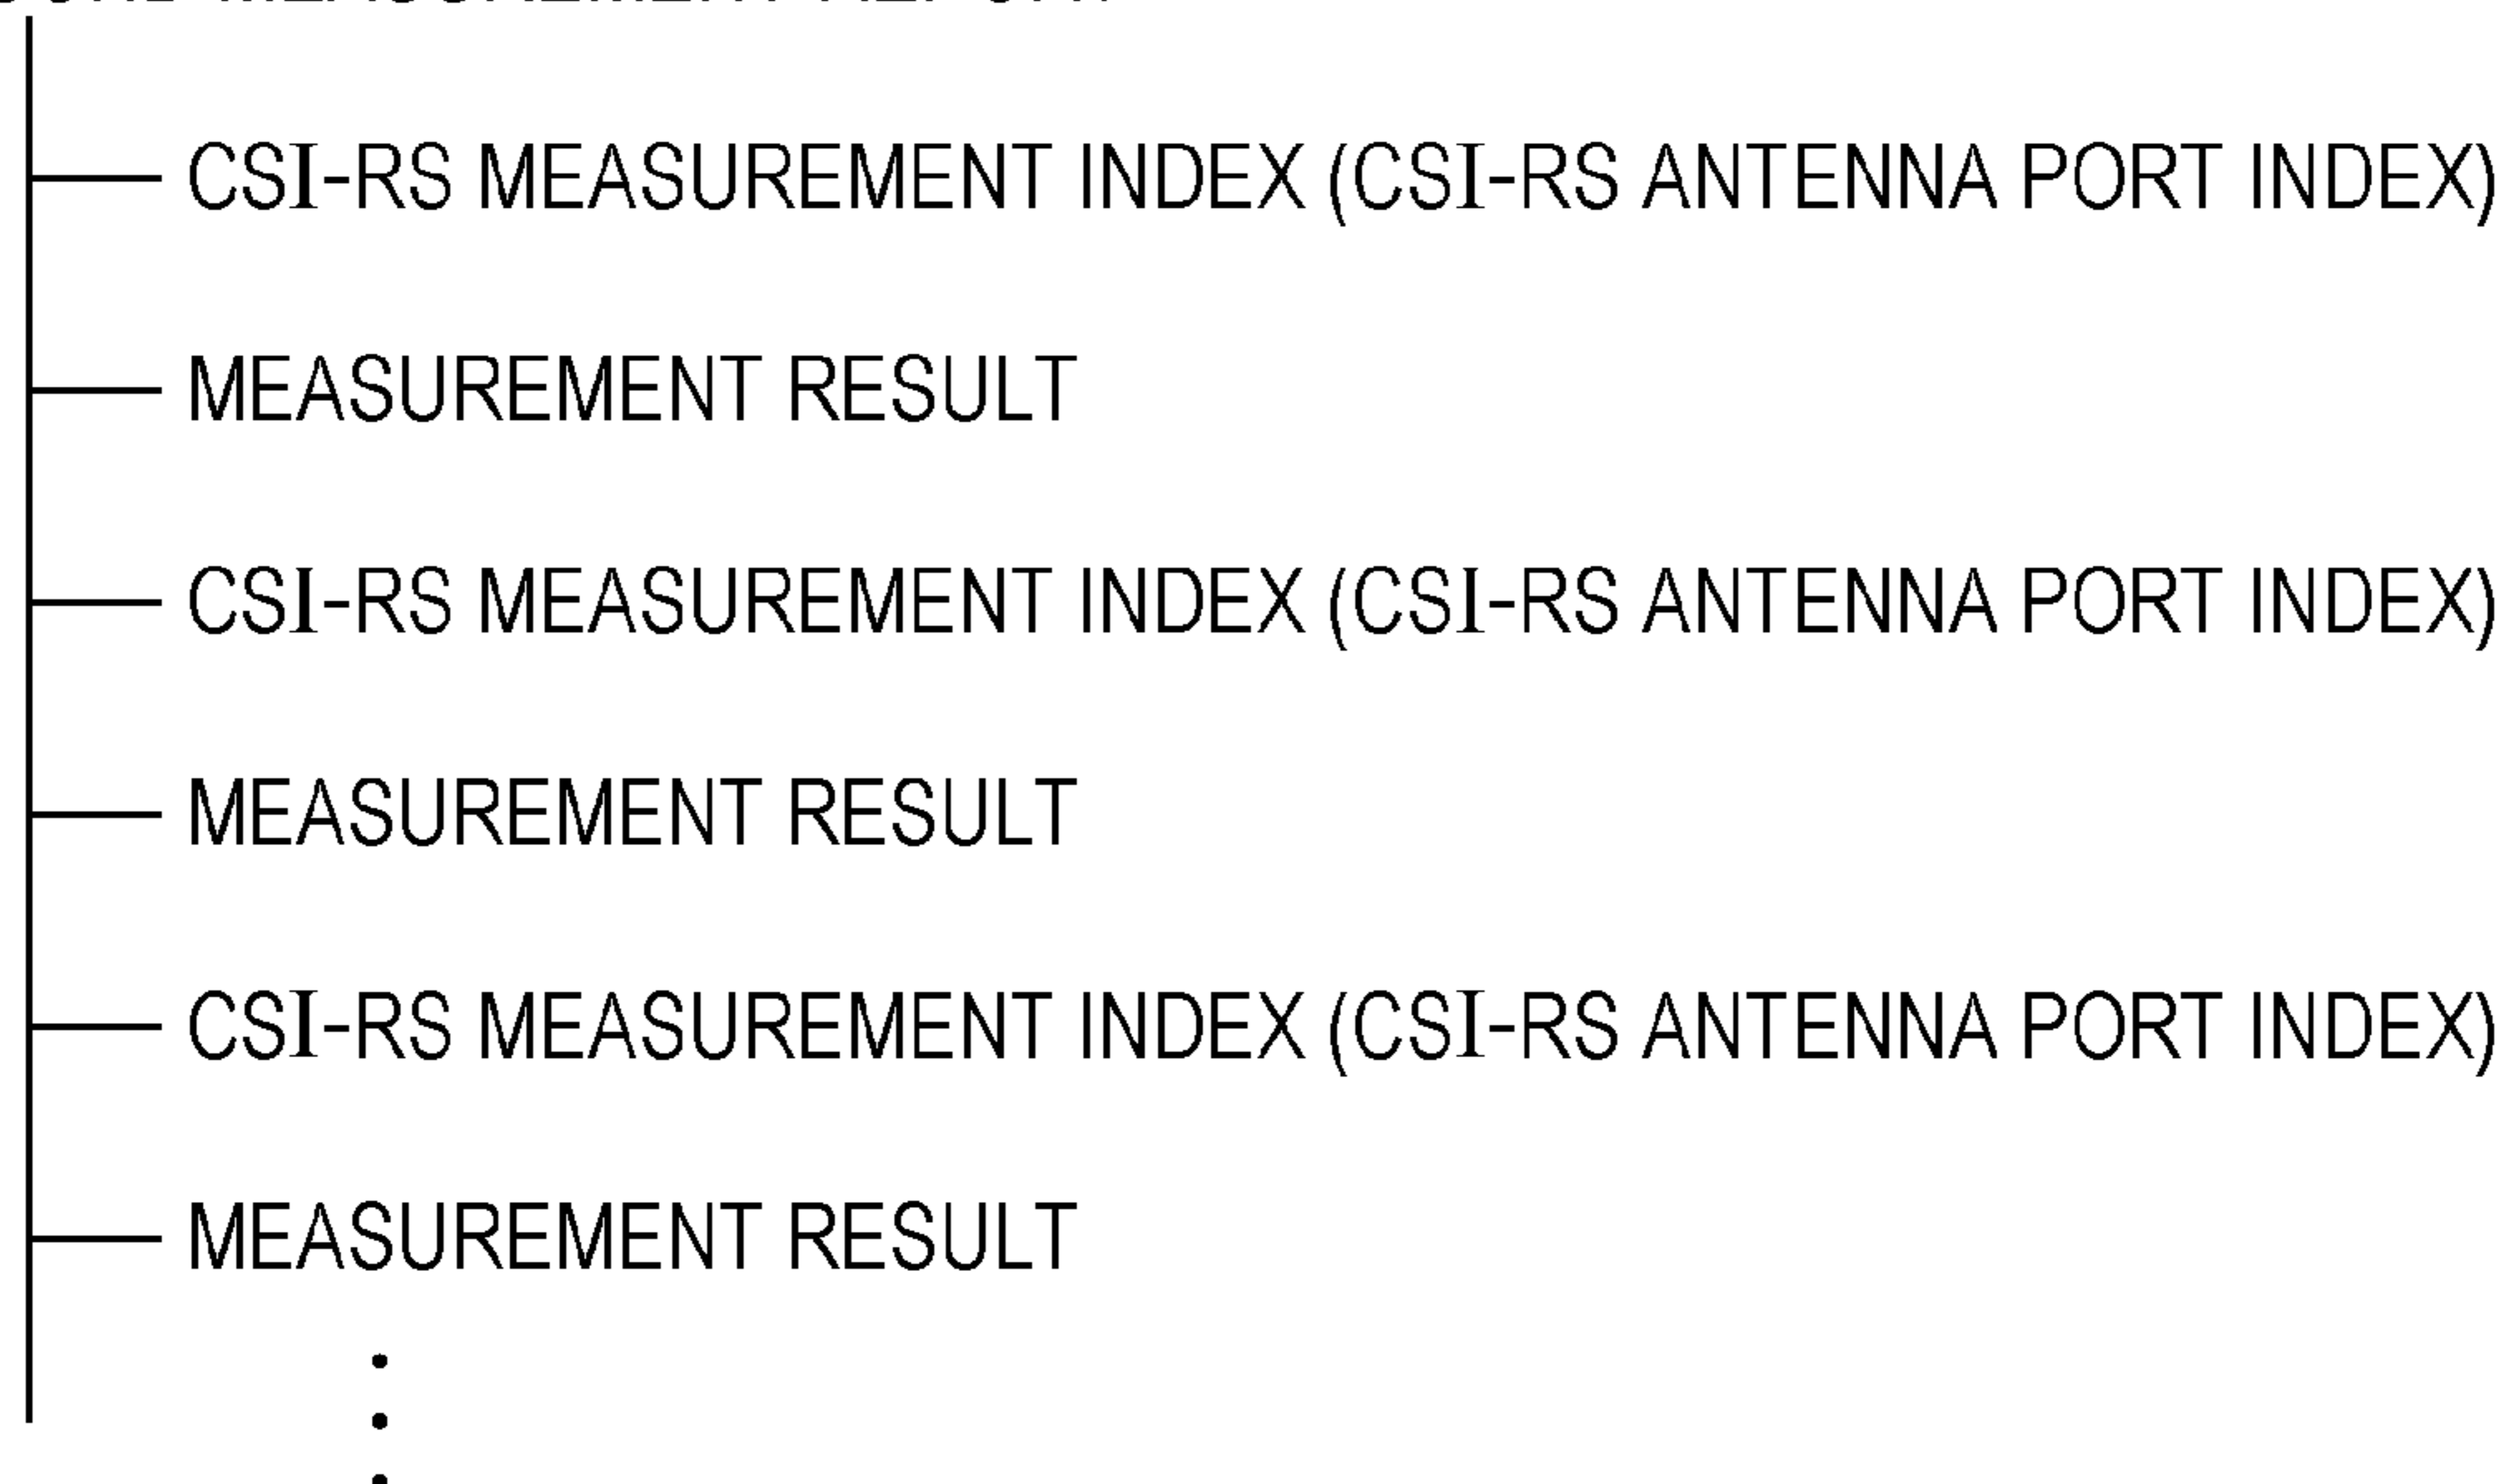 CSI-RS MEASUREMENT INDEX (CSI-RS ANTENNA PORT INDEX)
MEASUREMENT RESULT
CSI-RS MEASUREMENT INDEX (CSI-RS ANTENNA PORT INDEX)
MEASUREMENT RESULT
CSI-RS MEASUREMENT INDEX (CSI-RS ANTENNA PORT INDEX)
MEASUREMENT RESULT